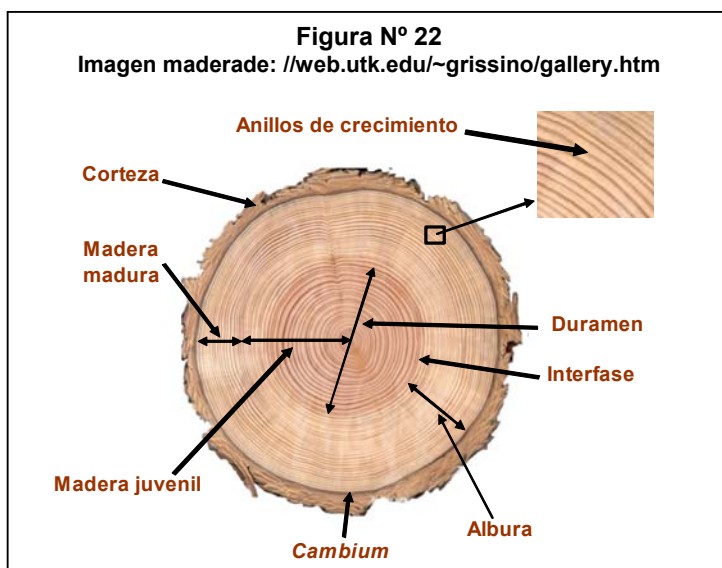 Figura Nº 22
Imagen maderade: //web.utk.edu/~grissino/gallery.htm
Anillos de crecimiento
Corteza
Madera
madura
Duramen
Interfase
Madera juvenil
Albura
Cambium